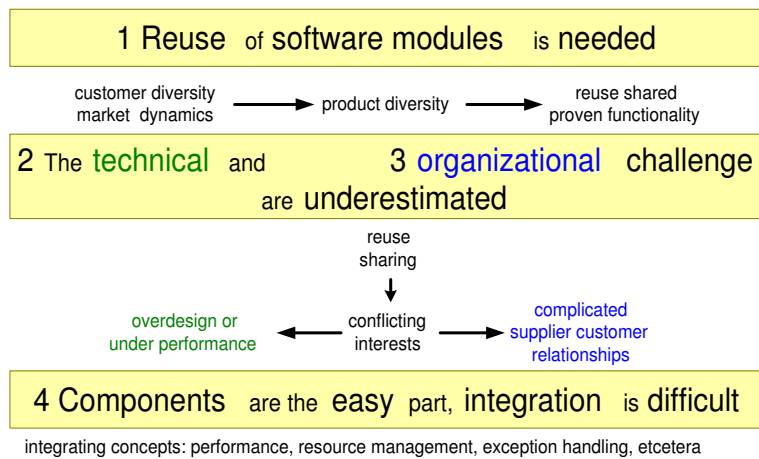 1 Reuse of software modules is needed
customer diversity
market dynamics
product diversity
reuse shared
proven functionality
2 The technical and 3 organizational challenge
are underestimated
reuse
sharing
overdesign or
under performance
conflicting
interests
complicated
supplier customer
relationships
4 Components are the easy part, integration is difficult
integrating concepts: performance, resource management, exception handling, etcetera